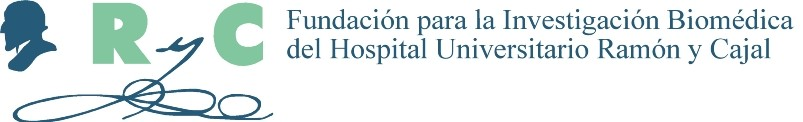 R y C
Fundación para la Investigación Biomédica
del Hospital Universitario Ramón y Cajal